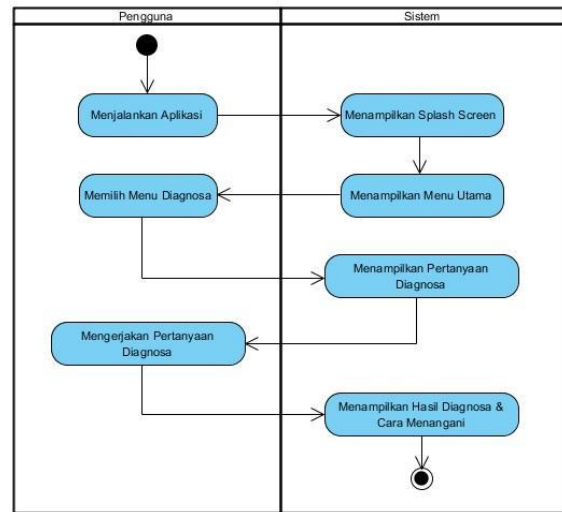 Pengguna
Sistem
Menjalankan Aplikasi
Menampilkan Splash Screen
Memilih Menu Diagnosa
Menampilkan Menu Utama
Menampilkan Pertanyaan
Diagnosa
Mengerjakan Pertanyaan
Diagnosa
Menampilkan Hasil Diagnosa &
Cara Menangani